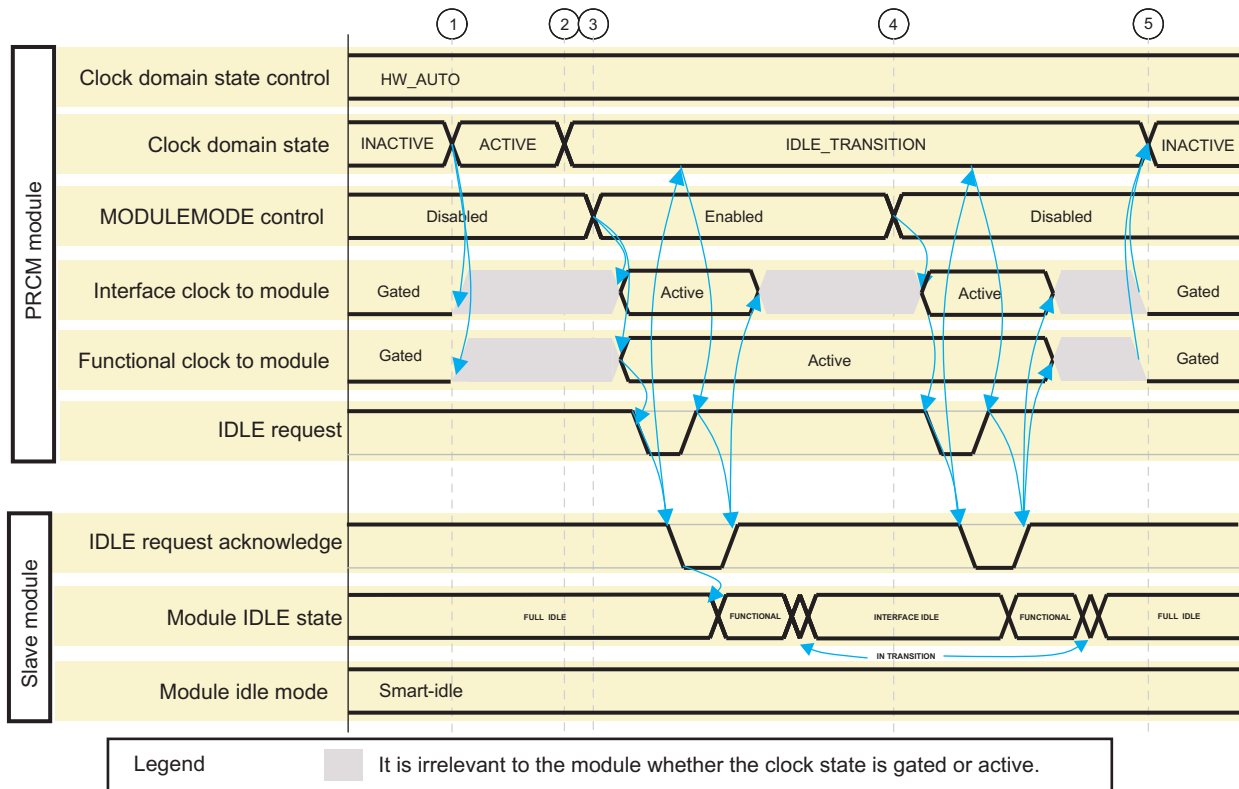 1 2 3 4 5
PRCM module
Clock domain state control HW_AUTO
Clock domain state INACTIVE ACTIVE IDLE_TRANSITION INACTIVE
MODULEMODE control Disabled Enabled Disabled
Interface clock to module Gated Active Active Gated
Functional clock to module Gated Active Gated
IDLE request
Slave module
IDLE request acknowledge
Module IDLE state FULL IDLE FUNCTIONAL INTERFACE IDLE FUNCTIONAL FULL IDLE
IN TRANSITION
Module idle mode Smart-idle
Legend It is irrelevant to the module whether the clock state is gated or active.